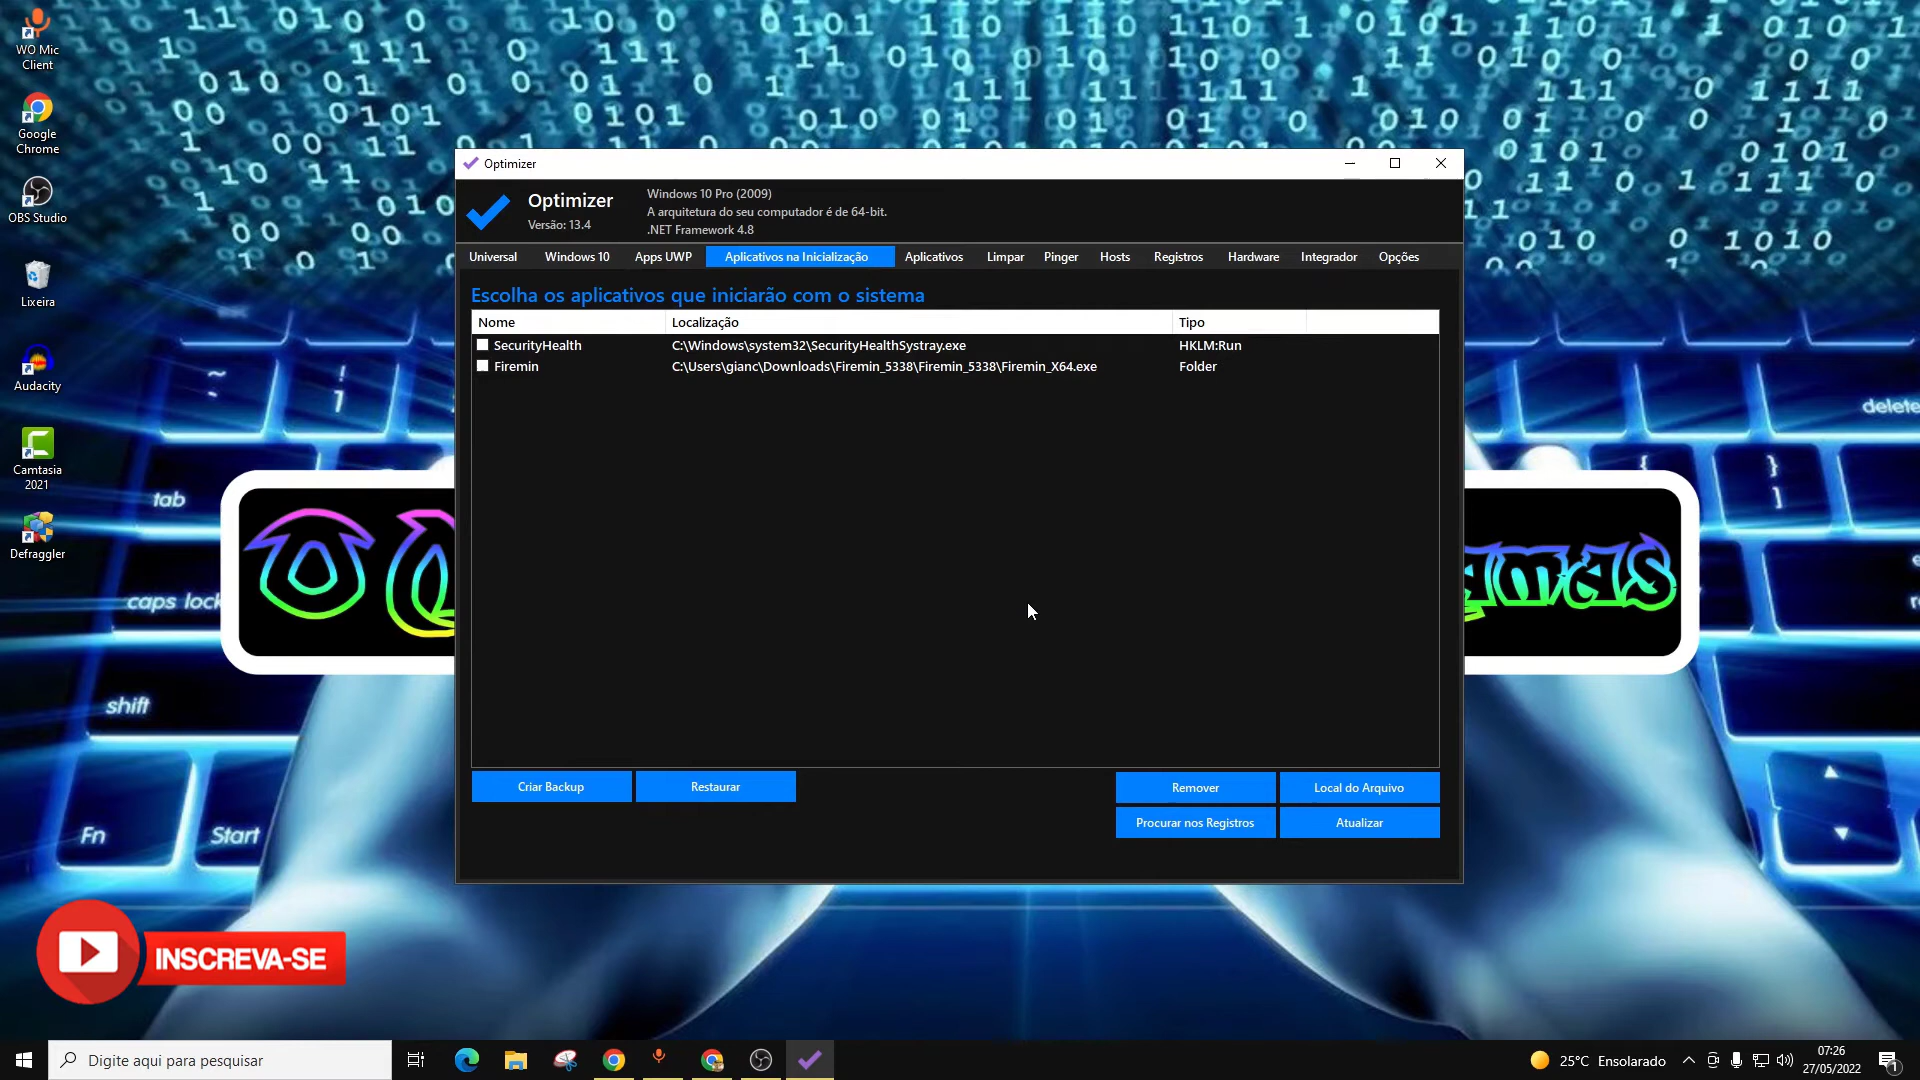 WO Mic
Client
Google
Chrome
OBS Studio
Lixeira
Audacity
Camtasia
2021
Defraggler
Optimizer
Optimizer
Versão: 13.4
Windows 10 Pro (2009)
A arquitetura do seu computador é de 64-bit.
.NET Framework 4.8
Universal
Windows 10
Apps UWP
Aplicativos na Inicialização
Aplicativos
Limpar
Pinger
Hosts
Registros
Hardware
Integrador
Opções
Escolha os aplicativos que iniciarão com o sistema
Nome Localização Tipo
SecurityHealth C:\Windows\system32\SecurityHealthSystray.exe HKLM:Run
Firemin C:\Users\gianc\Downloads\Firemin_5338\Firemin_5338\Firemin_X64.exe Folder
Criar Backup
Restaurar
Remover
Local do Arquivo
Procurar nos Registros
Atualizar
delete
tab
caps lock
shift
Fn
Start
INSCREVA-SE
Digite aqui para pesquisar
25°C Ensolarado
07:26
27/05/2022
1